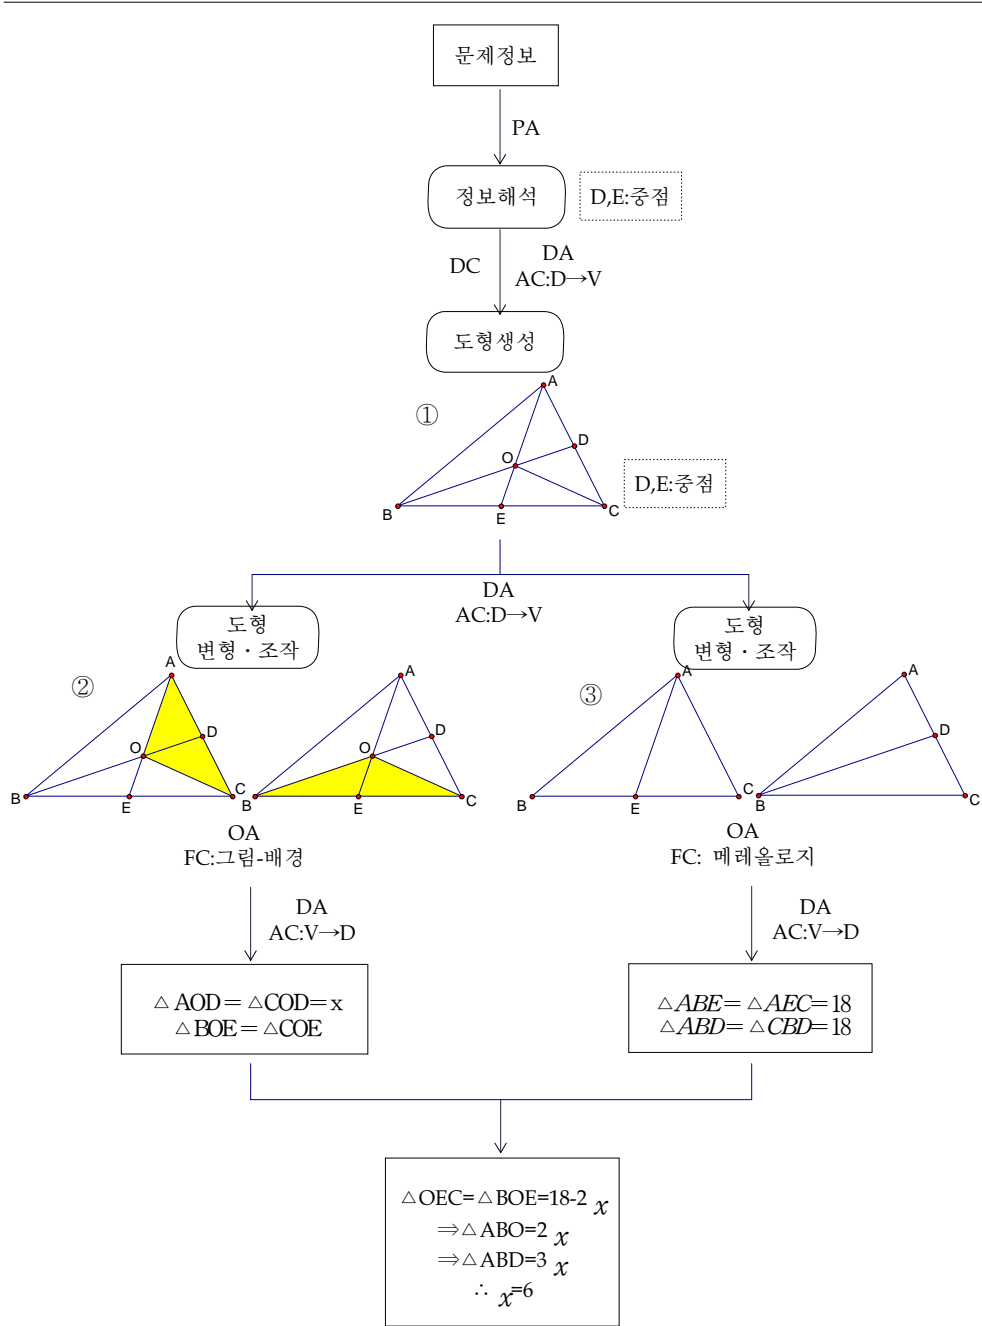 문제정보
PA
정보해석
D,E:중점
DC
DA
AC:D→V
도형생성
①
A
D
O
B
E
C
D,E:중점
DA
AC:D→V
도형
변형·조작
도형
변형·조작
②
A
D
O
B
E
C
A
D
O
B
E
C
③
A
B
E
C
A
D
B
C
OA
FC:그림-배경
OA
FC: 메레올로지
DA
AC:V→D
DA
AC:V→D
△AOD=△COD=x
△BOE=△COE
△ABE=△AEC=18
△ABD=△CBD=18
△OEC=△BOE=18-2x
⇒△ABO=2x
⇒△ABD=3x
∴ x=6